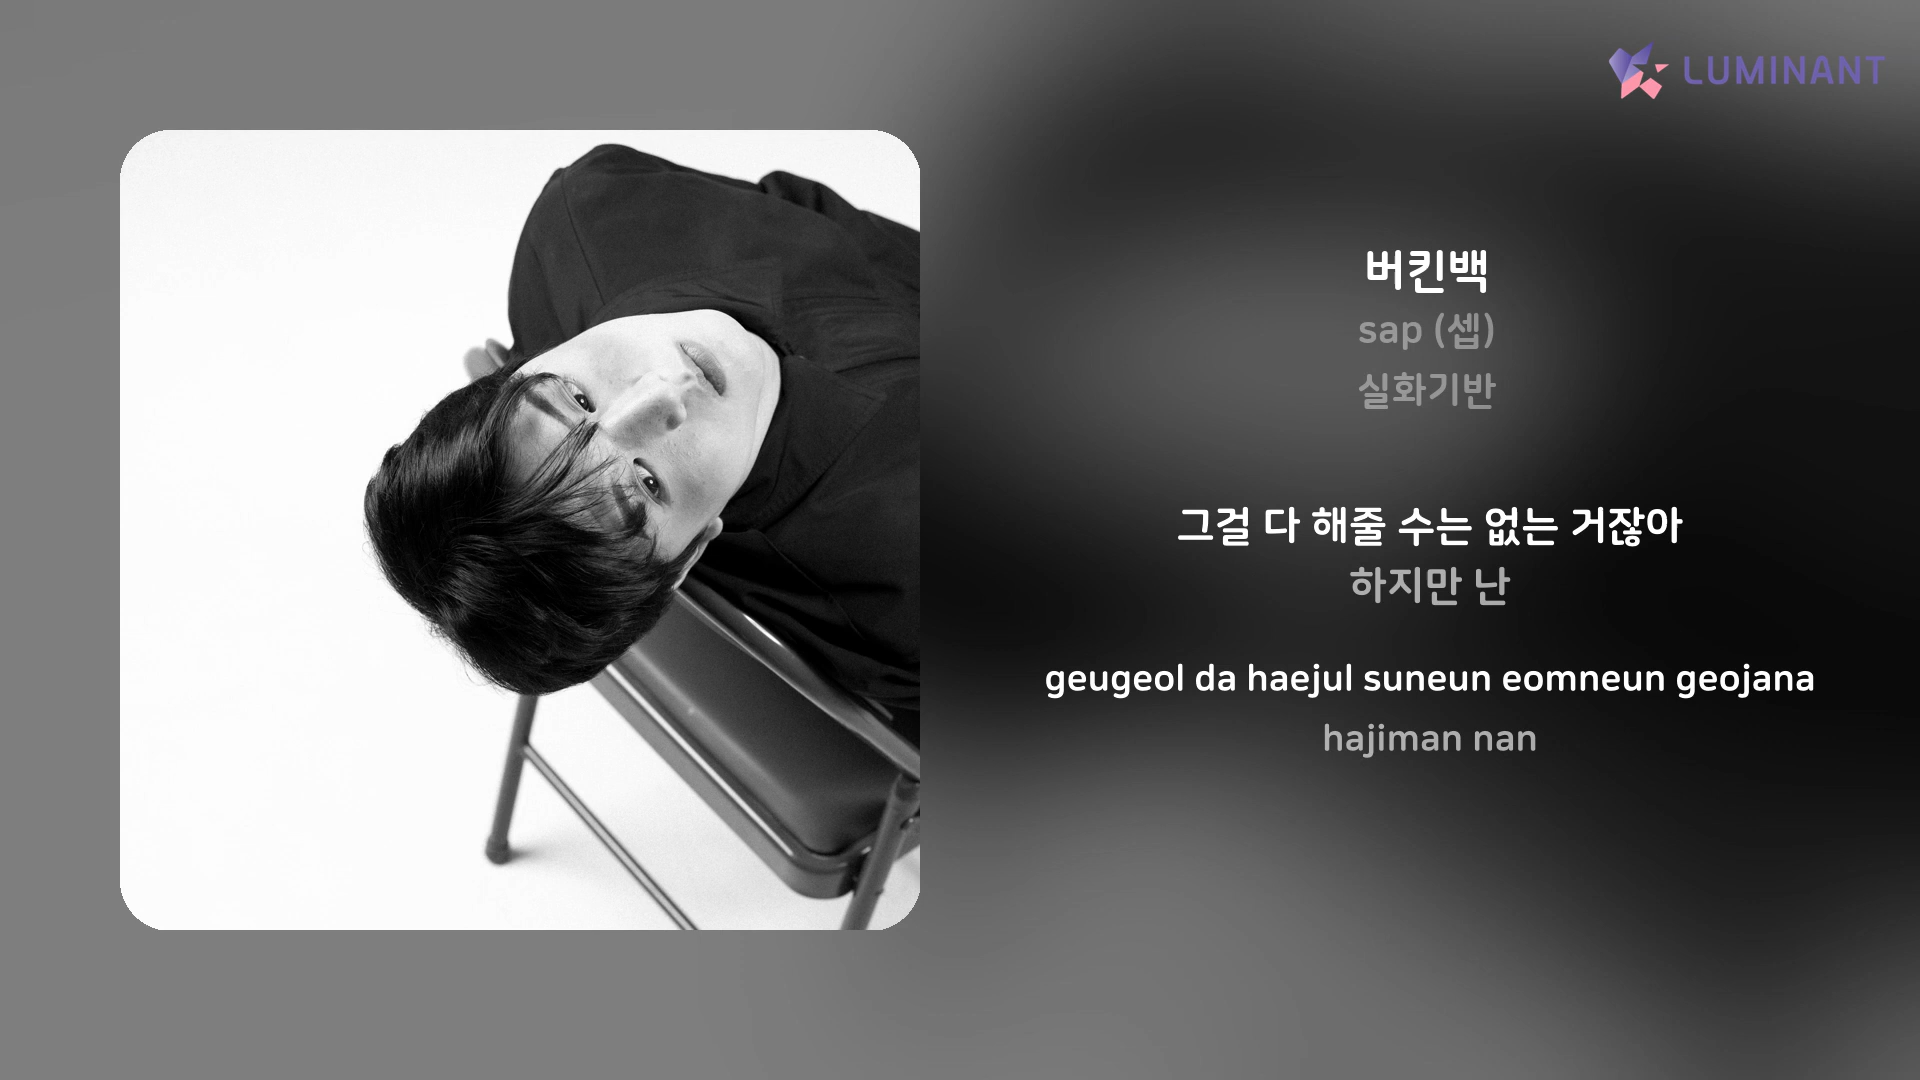 LUMINANT
버킨백
sap (셉)
실화기반
그걸 다 해줄 수는 없는 거잖아
하지만 난
geugeol da haejul suneun eomneun geojana
hajiman nan